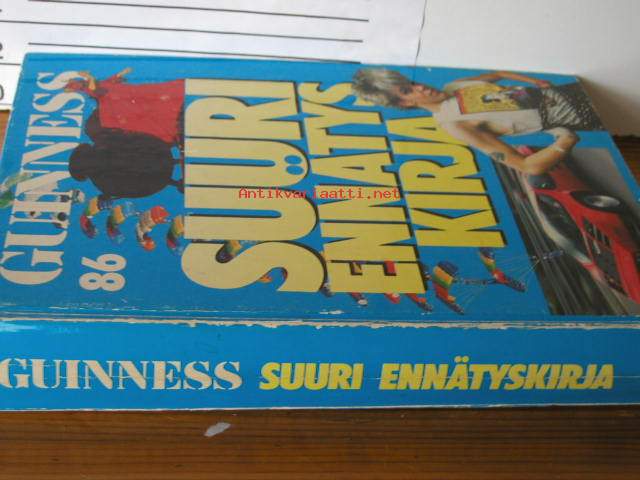 GUINNESS
86
SUURI
ENNÄTYS
KIRJA
Antikvariaatti.net
GUINNESS SUURI ENNÄTYSKIRJA